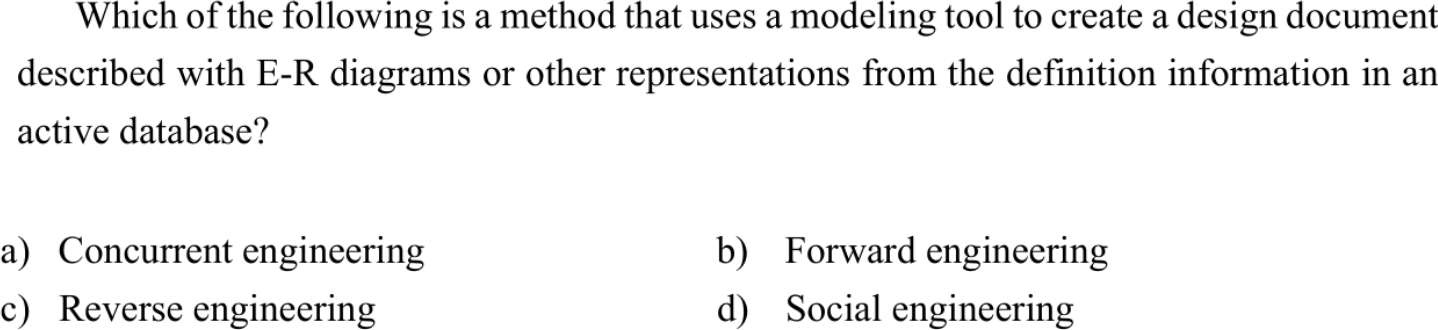 Which of the following is a method that uses a modeling tool to create a design document
described with E-R diagrams or other representations from the definition information in an
active database?
a) Concurrent engineering b) Forward engineering
c) Reverse engineering d) Social engineering